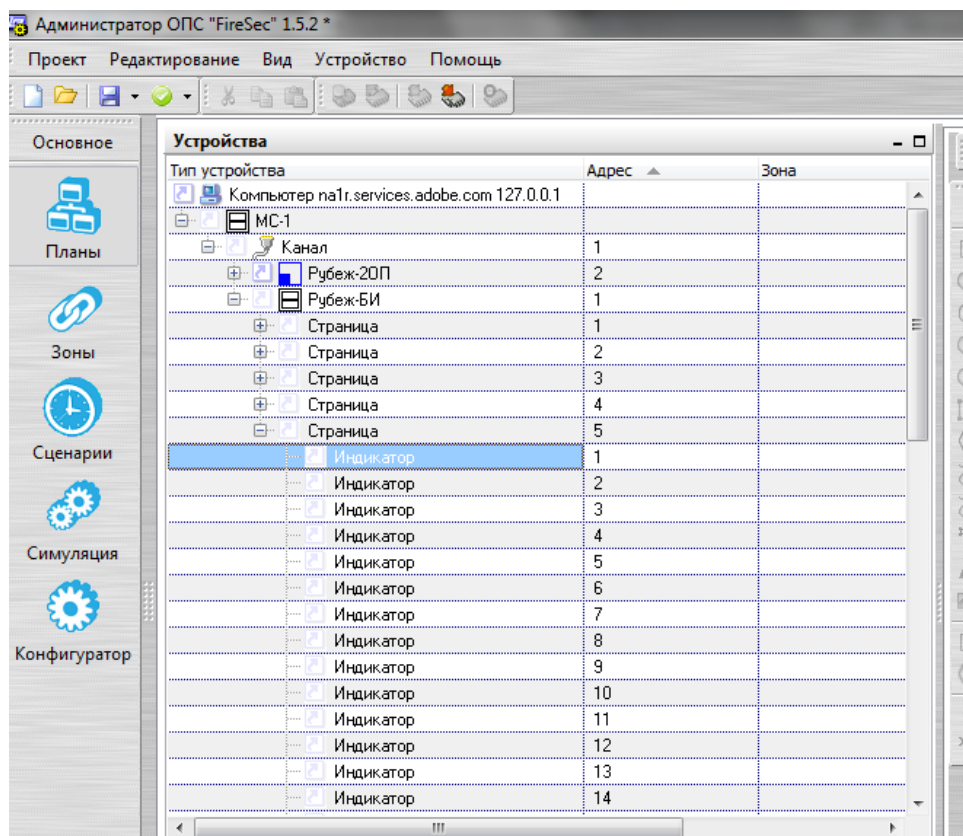 Администратор ОПС "FireSec" 1.5.2 *
Проект Редактирование Вид Устройство Помощь
Основное
Планы
Зоны
Сценарии
Симуляция
Конфигуратор
Устройства
Тип устройства Адрес Зона
Компьютер na1r.services.adobe.com 127.0.0.1
МС-1
Канал 1
Рубеж-2ОП 2
Рубеж-БИ 1
Страница 1
Страница 2
Страница 3
Страница 4
Страница 5
Индикатор 1
Индикатор 2
Индикатор 3
Индикатор 4
Индикатор 5
Индикатор 6
Индикатор 7
Индикатор 8
Индикатор 9
Индикатор 10
Индикатор 11
Индикатор 12
Индикатор 13
Индикатор 14